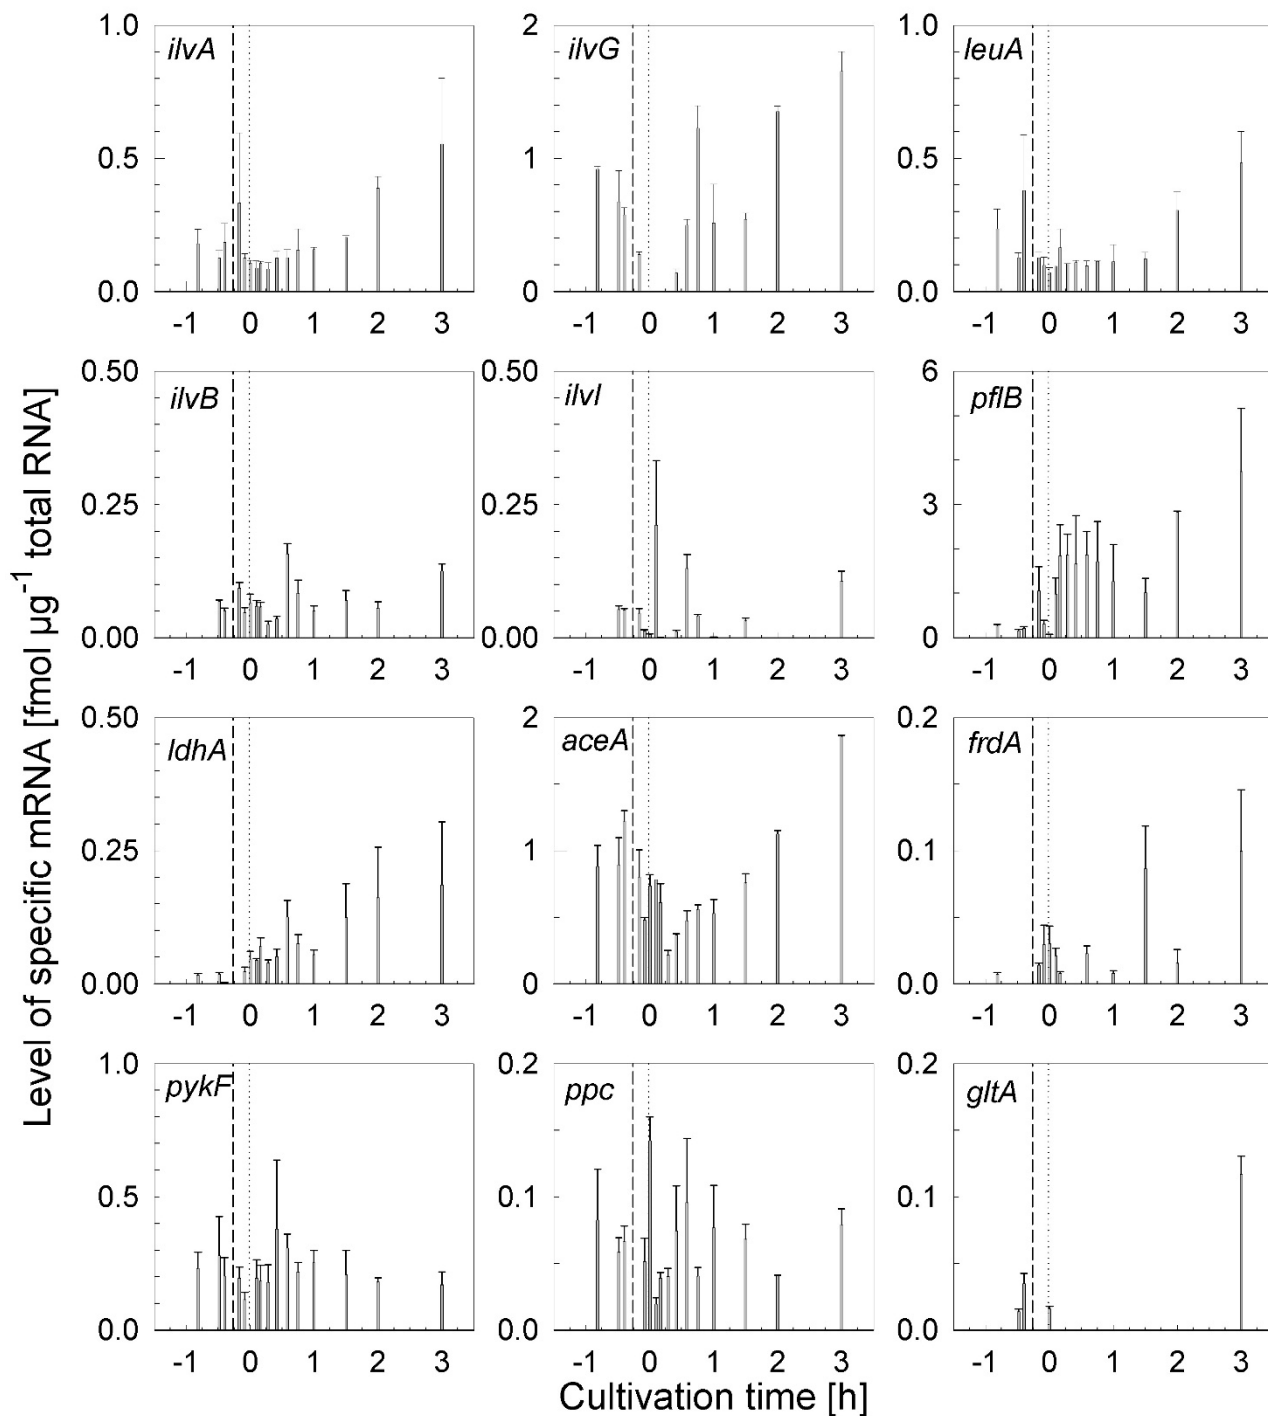 Level of specific mRNA [fmol µg⁻¹ total RNA]
1.0
ilvA
0.5
0.0
-1 0 1 2 3
2
ilvG
1
0
-1 0 1 2 3
1.0
leuA
0.5
0.0
-1 0 1 2 3
0.50
ilvB
0.25
0.00
-1 0 1 2 3
0.50
ilvI
0.25
0.00
-1 0 1 2 3
6
pflB
3
0
-1 0 1 2 3
0.50
ldhA
0.25
0.00
-1 0 1 2 3
2
aceA
1
0
-1 0 1 2 3
0.2
frdA
0.1
0.0
-1 0 1 2 3
1.0
pykF
0.5
0.0
-1 0 1 2 3
0.2
ppc
0.1
0.0
-1 0 1 2 3
0.2
gltA
0.1
0.0
-1 0 1 2 3
Cultivation time [h]